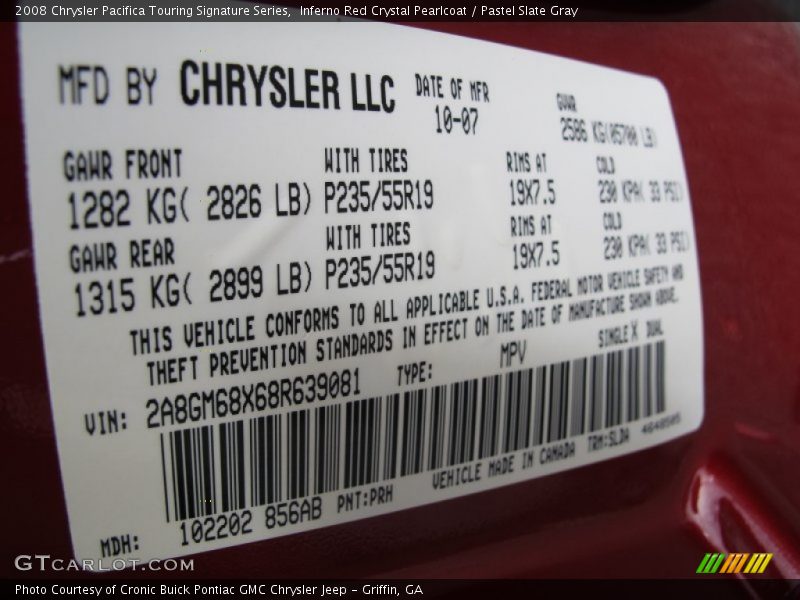 2008 Chrysler Pacifica Touring Signature Series, Inferno Red Crystal Pearlcoat / Pastel Slate Gray
MFD BY CHRYSLER LLC DATE OF MFR GVWR
10-07 2586 KG(05700 LB)
GAWR FRONT WITH TIRES RIMS AT COLD
1282 KG( 2826 LB) P235/55R19 19X7.5 230 KPA( 33 PSI)
GAWR REAR WITH TIRES RIMS AT COLD
1315 KG( 2899 LB) P235/55R19 19X7.5 230 KPA( 33 PSI)
THIS VEHICLE CONFORMS TO ALL APPLICABLE U.S.A. FEDERAL MOTOR VEHICLE SAFETY AND
THEFT PREVENTION STANDARDS IN EFFECT ON THE DATE OF MANUFACTURE SHOWN ABOVE.
VIN: 2A8GM68X68R639081 TYPE: MPV SINGLE X DUAL
MDH: 102202 856AB PNT:PRH VEHICLE MADE IN CANADA TRM:SLDA
GTCARLOT.COM
Photo Courtesy of Cronic Buick Pontiac GMC Chrysler Jeep - Griffin, GA